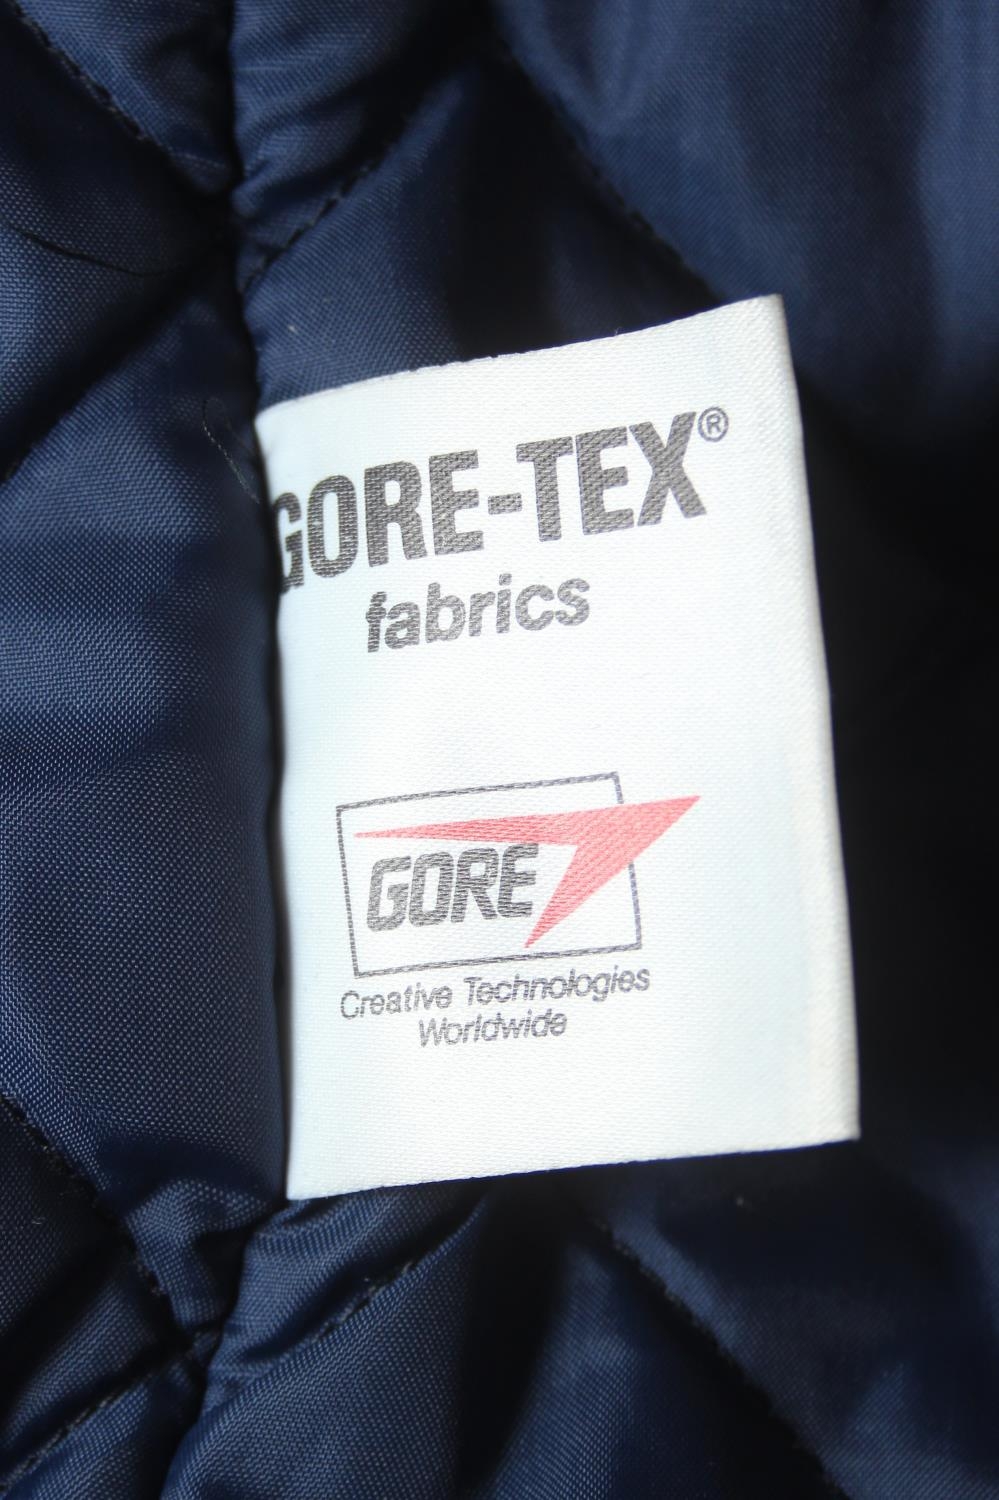 GORE-TEX®
fabrics
GORE
Creative Technologies
Worldwide